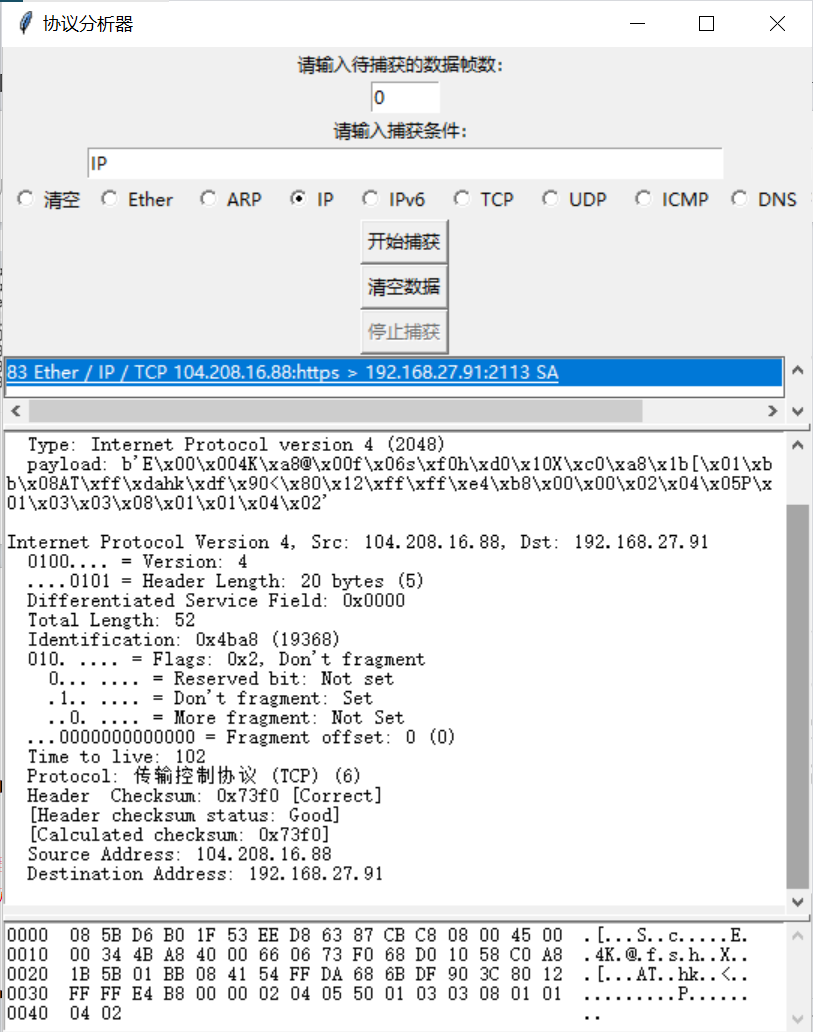 协议分析器
请输入待捕获的数据帧数:
0
请输入捕获条件:
IP
清空 Ether ARP IP IPv6 TCP UDP ICMP DNS
开始捕获
清空数据
停止捕获
83 Ether / IP / TCP 104.208.16.88:https > 192.168.27.91:2113 SA
Type: Internet Protocol version 4 (2048)
payload: b'E\x00\x004K\xa8@\x00f\x06s\xf0h\xd0\x10X\xc0\xa8\x1b[\x01\xb
b\x08AT\xff\xdahk\xdf\x90<\x80\x12\xff\xff\xe4\xb8\x00\x00\x02\x04\x05P\x
01\x03\x03\x08\x01\x01\x04\x02'
Internet Protocol Version 4, Src: 104.208.16.88, Dst: 192.168.27.91
0100.... = Version: 4
....0101 = Header Length: 20 bytes (5)
Differentiated Service Field: 0x0000
Total Length: 52
Identification: 0x4ba8 (19368)
010. .... = Flags: 0x2, Don't fragment
0... .... = Reserved bit: Not set
.1.. .... = Don't fragment: Set
..0. .... = More fragment: Not Set
...0000000000000 = Fragment offset: 0 (0)
Time to live: 102
Protocol: 传输控制协议 (TCP) (6)
Header  Checksum: 0x73f0 [Correct]
[Header checksum status: Good]
[Calculated checksum: 0x73f0]
Source Address: 104.208.16.88
Destination Address: 192.168.27.91
0000  08 5B D6 B0 1F 53 EE D8 63 87 CB C8 08 00 45 00  .[...S..c.....E.
0010  00 34 4B A8 40 00 66 06 73 F0 68 D0 10 58 C0 A8  .4K.@.f.s.h..X..
0020  1B 5B 01 BB 08 41 54 FF DA 68 6B DF 90 3C 80 12  .[...AT..hk..<..
0030  FF FF E4 B8 00 00 02 04 05 50 01 03 03 08 01 01  .........P......
0040  04 02  ..